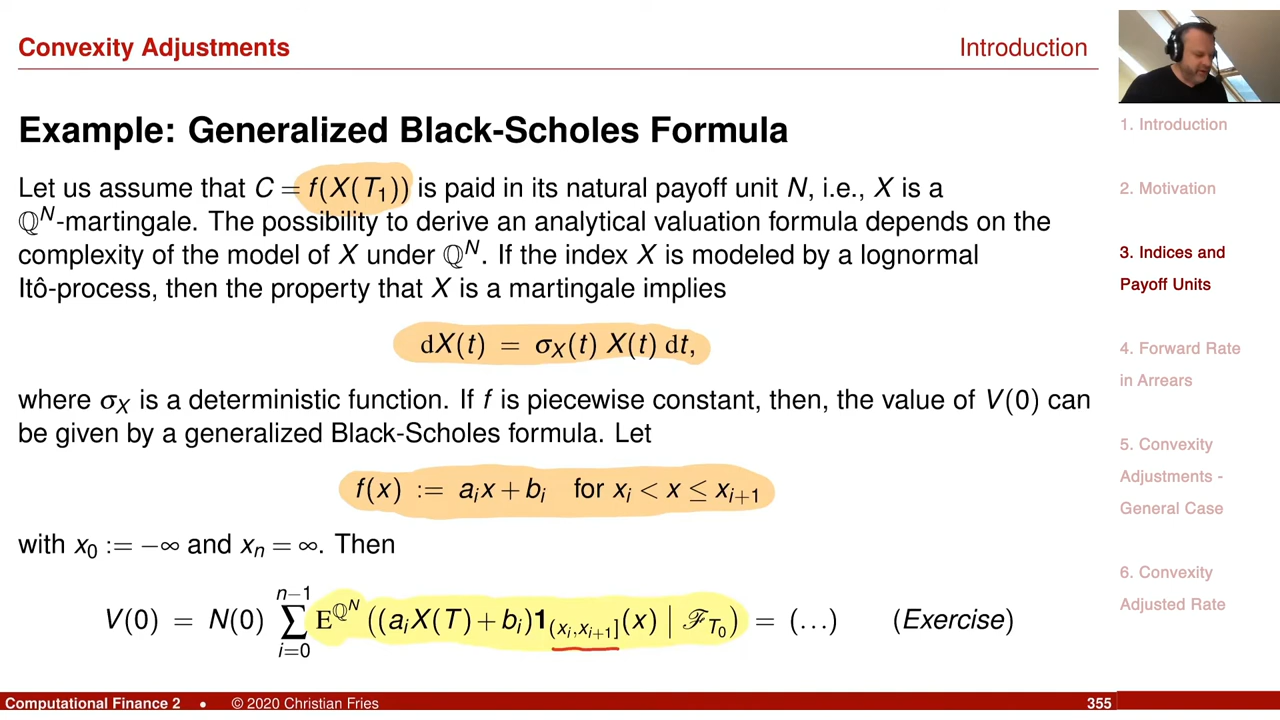 Convexity Adjustments
Introduction
Example: Generalized Black-Scholes Formula
Let us assume that C = f(X(T₁)) is paid in its natural payoff unit N, i.e., X is a
ℚᴺ-martingale. The possibility to derive an analytical valuation formula depends on the
complexity of the model of X under ℚᴺ. If the index X is modeled by a lognormal
Itô-process, then the property that X is a martingale implies
dX(t) = σ_X(t) X(t) dt,
where σ_X is a deterministic function. If f is piecewise constant, then, the value of V(0) can
be given by a generalized Black-Scholes formula. Let
f(x) := aᵢx + bᵢ for xᵢ < x ≤ xᵢ₊₁
with x₀ := −∞ and xₙ = ∞. Then
V(0) = N(0) ∑_{i=0}^{n−1} E^{ℚᴺ} ((aᵢX(T) + bᵢ)𝟏_{(xᵢ,xᵢ₊₁]}(x) | ℱ_{T₀}) = (...) (Exercise)
1. Introduction
2. Motivation
3. Indices and
Payoff Units
4. Forward Rate
in Arrears
5. Convexity
Adjustments -
General Case
6. Convexity
Adjusted Rate
Computational Finance 2 • © 2020 Christian Fries
355